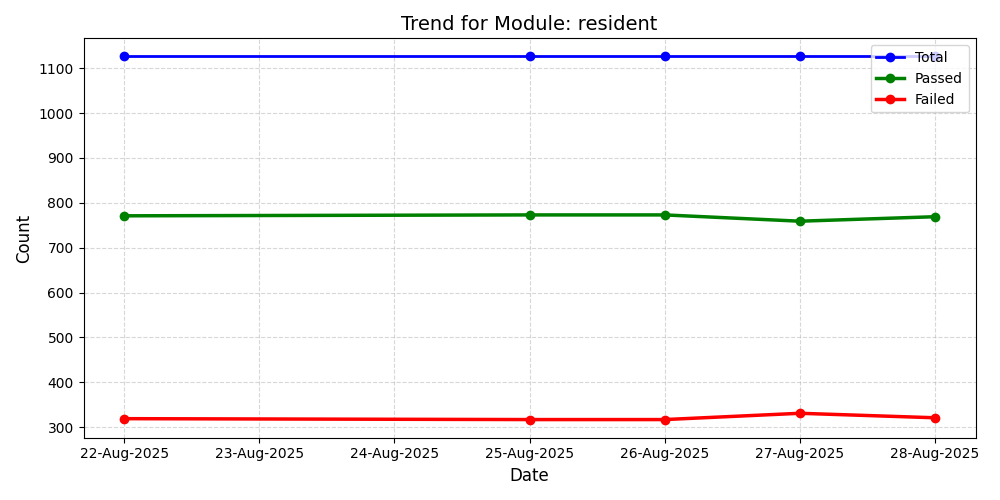 Trend for Module: resident
Total
Passed
Failed
1100
1000
900
800
700
600
500
400
300
Count
22-Aug-2025 23-Aug-2025 24-Aug-2025 25-Aug-2025 26-Aug-2025 27-Aug-2025 28-Aug-2025
Date